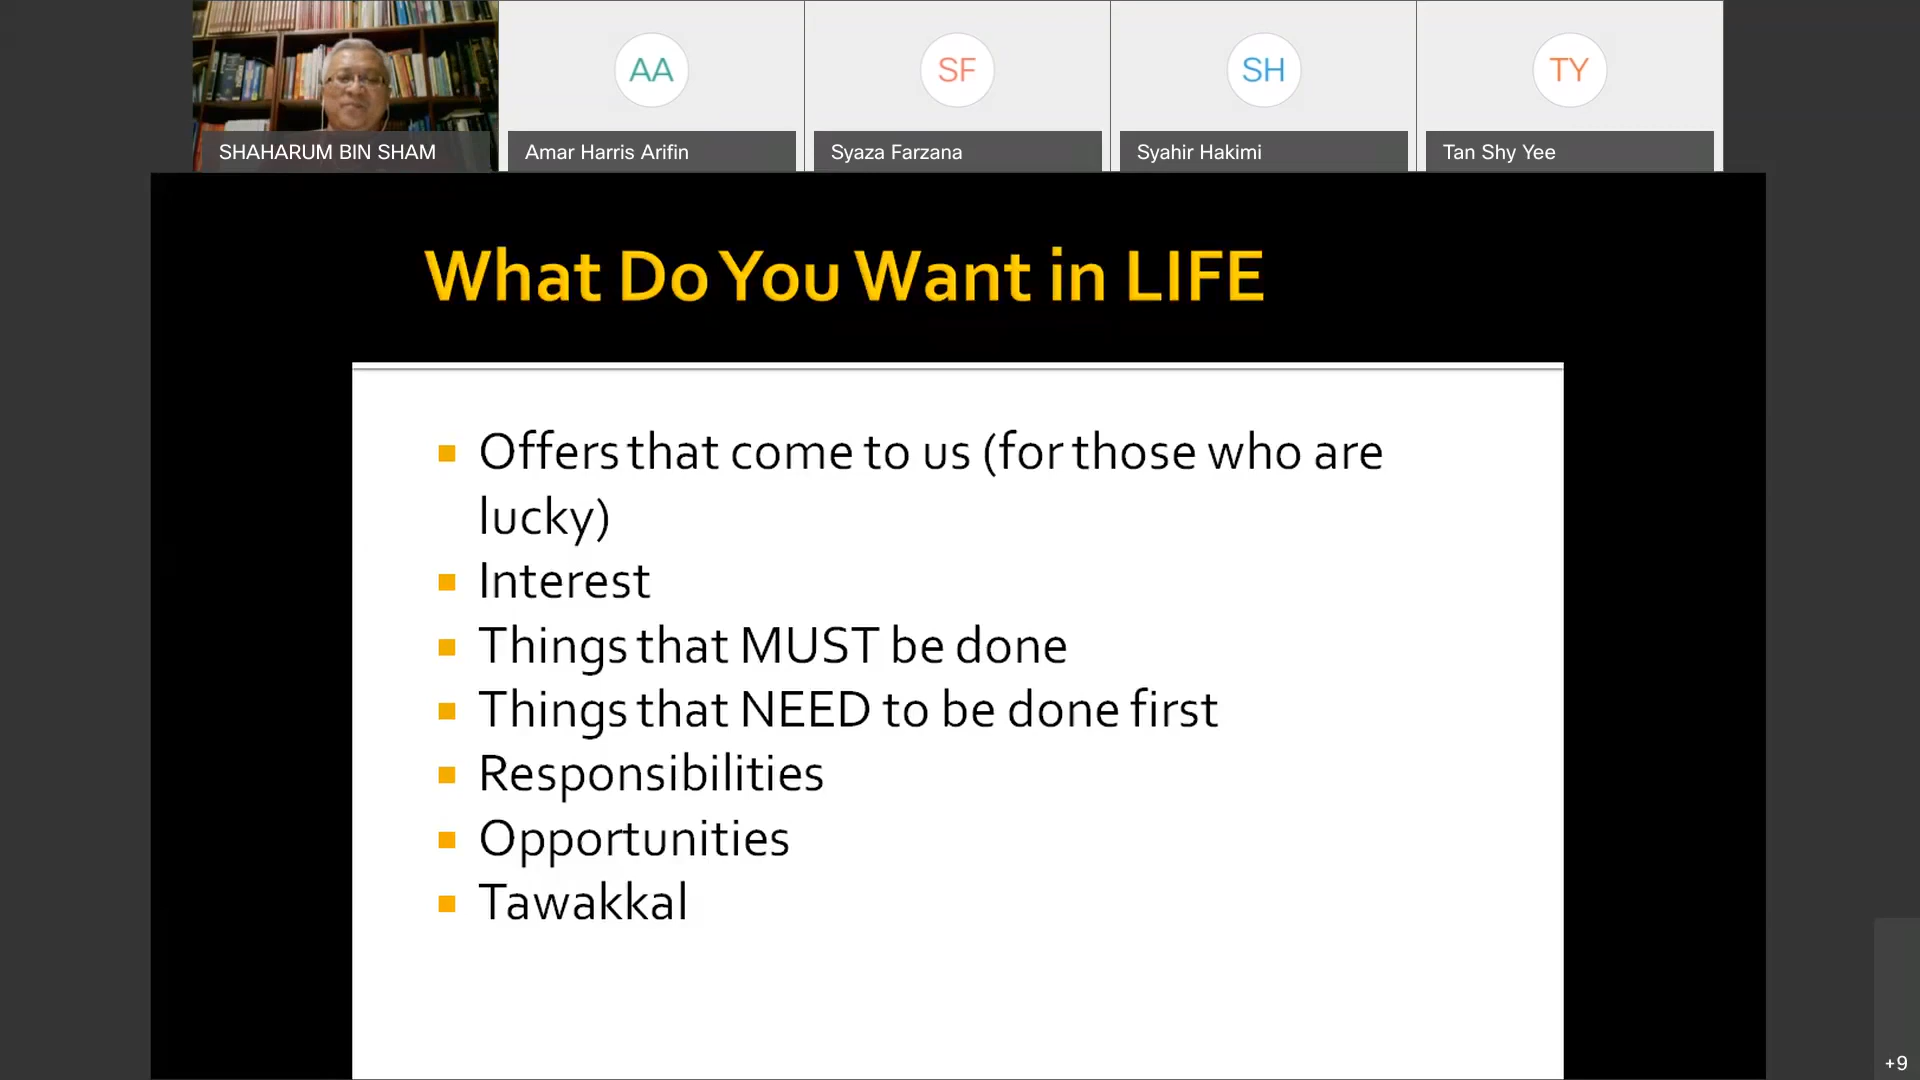 AA
SF
SH
TY
SHAHARUM BIN SHAM
Amar Harris Arifin
Syaza Farzana
Syahir Hakimi
Tan Shy Yee
What Do You Want in LIFE
Offers that come to us (for those who are
lucky)
Interest
Things that MUST be done
Things that NEED to be done first
Responsibilities
Opportunities
Tawakkal
+9